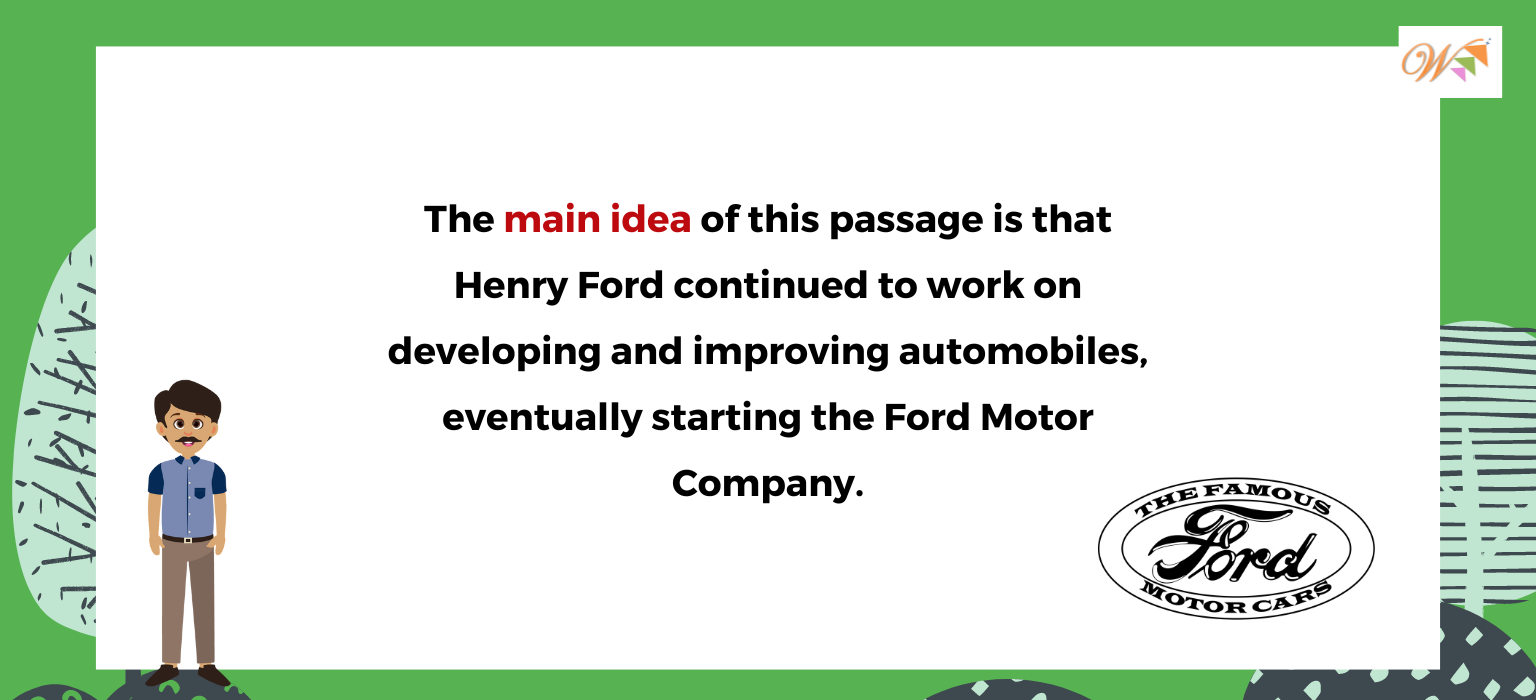 W
The main idea of this passage is that
Henry Ford continued to work on
developing and improving automobiles,
eventually starting the Ford Motor
Company.
THE FAMOUS
Ford
MOTOR CARS